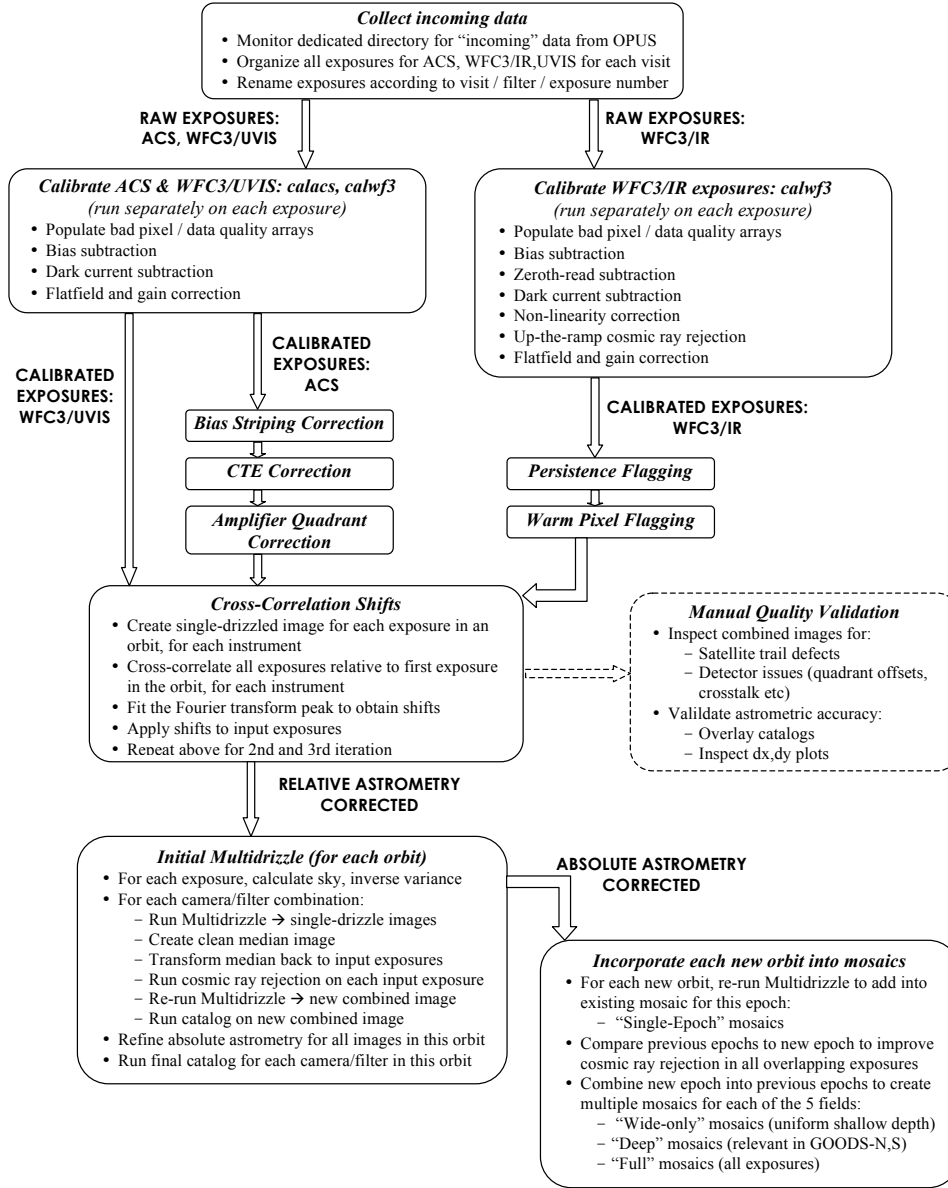 Collect incoming data
• Monitor dedicated directory for “incoming” data from OPUS
• Organize all exposures for ACS, WFC3/IR,UVIS for each visit
• Rename exposures according to visit / filter / exposure number
RAW EXPOSURES:
ACS, WFC3/UVIS
RAW EXPOSURES:
WFC3/IR
Calibrate ACS & WFC3/UVIS: calacs, calwf3
(run separately on each exposure)
• Populate bad pixel / data quality arrays
• Bias subtraction
• Dark current subtraction
• Flatfield and gain correction
Calibrate WFC3/IR exposures: calwf3
(run separately on each exposure)
• Populate bad pixel / data quality arrays
• Bias subtraction
• Zeroth-read subtraction
• Dark current subtraction
• Non-linearity correction
• Up-the-ramp cosmic ray rejection
• Flatfield and gain correction
CALIBRATED
EXPOSURES:
WFC3/UVIS
CALIBRATED
EXPOSURES:
ACS
CALIBRATED EXPOSURES:
WFC3/IR
Bias Striping Correction
CTE Correction
Amplifier Quadrant
Correction
Persistence Flagging
Warm Pixel Flagging
Cross-Correlation Shifts
• Create single-drizzled image for each exposure in an
orbit, for each instrument
• Cross-correlate all exposures relative to first exposure
in the orbit, for each instrument
• Fit the Fourier transform peak to obtain shifts
• Apply shifts to input exposures
• Repeat above for 2nd and 3rd iteration
Manual Quality Validation
• Inspect combined images for:
– Satellite trail defects
– Detector issues (quadrant offsets,
crosstalk etc)
• Valildate astrometric accuracy:
– Overlay catalogs
– Inspect dx,dy plots
RELATIVE ASTROMETRY
CORRECTED
Initial Multidrizzle (for each orbit)
• For each exposure, calculate sky, inverse variance
• For each camera/filter combination:
– Run Multidrizzle → single-drizzle images
– Create clean median image
– Transform median back to input exposures
– Run cosmic ray rejection on each input exposure
– Re-run Multidrizzle → new combined image
– Run catalog on new combined image
• Refine absolute astrometry for all images in this orbit
• Run final catalog for each camera/filter in this orbit
ABSOLUTE ASTROMETRY
CORRECTED
Incorporate each new orbit into mosaics
• For each new orbit, re-run Multidrizzle to add into
existing mosaic for this epoch:
– “Single-Epoch” mosaics
• Compare previous epochs to new epoch to improve
cosmic ray rejection in all overlapping exposures
• Combine new epoch into previous epochs to create
multiple mosaics for each of the 5 fields:
– “Wide-only” mosaics (uniform shallow depth)
– “Deep” mosaics (relevant in GOODS-N,S)
– “Full” mosaics (all exposures)